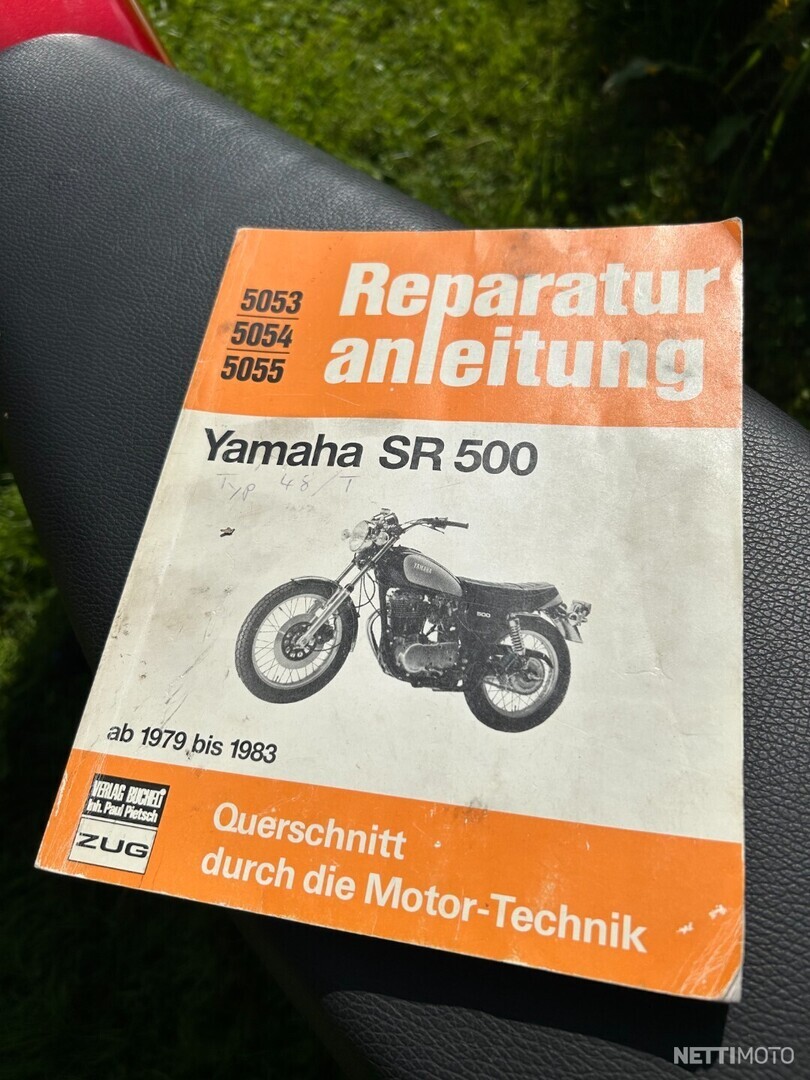 5053
5054
5055
Reparatur
anleitung
Yamaha SR 500
Typ 48/T
YAMAHA
500
ab 1979 bis 1983
VERLAG BUCHELI
Inh. Paul Pietsch
ZUG
Querschnitt
durch die Motor-Technik
NETTIMOTO